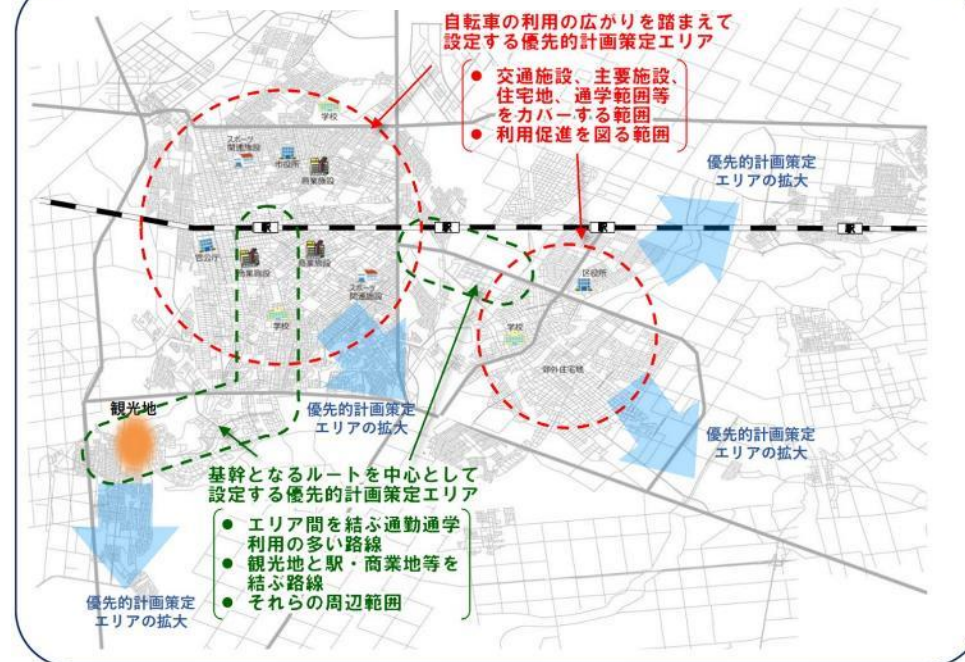 自転車の利用の広がりを踏まえて
設定する優先的計画策定エリア
● 交通施設、主要施設、
住宅地、通学範囲等
をカバーする範囲
● 利用促進を図る範囲
優先的計画策定
エリアの拡大
学校
スポーツ
関連施設
市役所
商業施設
駅
駅
駅
駅
官公庁
商業施設
商業施設
スポーツ
関連施設
学校
区役所
学校
郊外住宅地
観光地
優先的計画策定
エリアの拡大
優先的計画策定
エリアの拡大
基幹となるルートを中心として
設定する優先的計画策定エリア
● エリア間を結ぶ通勤通学
利用の多い路線
● 観光地と駅・商業地等を
結ぶ路線
● それらの周辺範囲
優先的計画策定
エリアの拡大